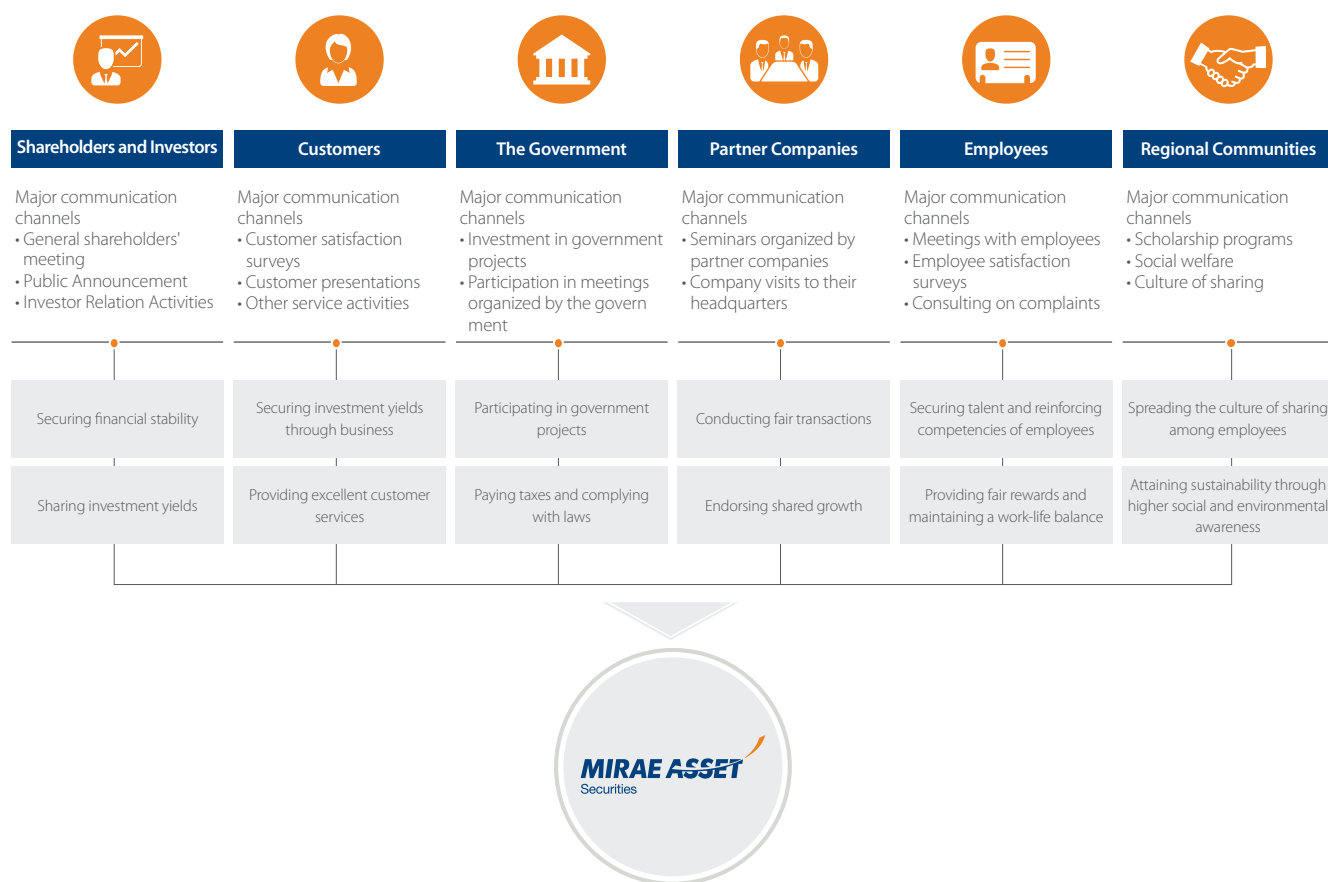 Shareholders and Investors
Major communication
channels
• General shareholders'
meeting
• Public Announcement
• Investor Relation Activities
Securing financial stability
Sharing investment yields
Customers
Major communication
channels
• Customer satisfaction
surveys
• Customer presentations
• Other service activities
Securing investment yields
through business
Providing excellent customer
services
The Government
Major communication
channels
• Investment in government
projects
• Participation in meetings
organized by the govern
ment
Participating in government
projects
Paying taxes and complying
with laws
Partner Companies
Major communication
channels
• Seminars organized by
partner companies
• Company visits to their
headquarters
Conducting fair transactions
Endorsing shared growth
Employees
Major communication
channels
• Meetings with employees
• Employee satisfaction
surveys
• Consulting on complaints
Securing talent and reinforcing
competencies of employees
Providing fair rewards and
maintaining a work-life balance
Regional Communities
Major communication
channels
• Scholarship programs
• Social welfare
• Culture of sharing
Spreading the culture of sharing
among employees
Attaining sustainability through
higher social and environmental
awareness
MIRAE ASSET
Securities